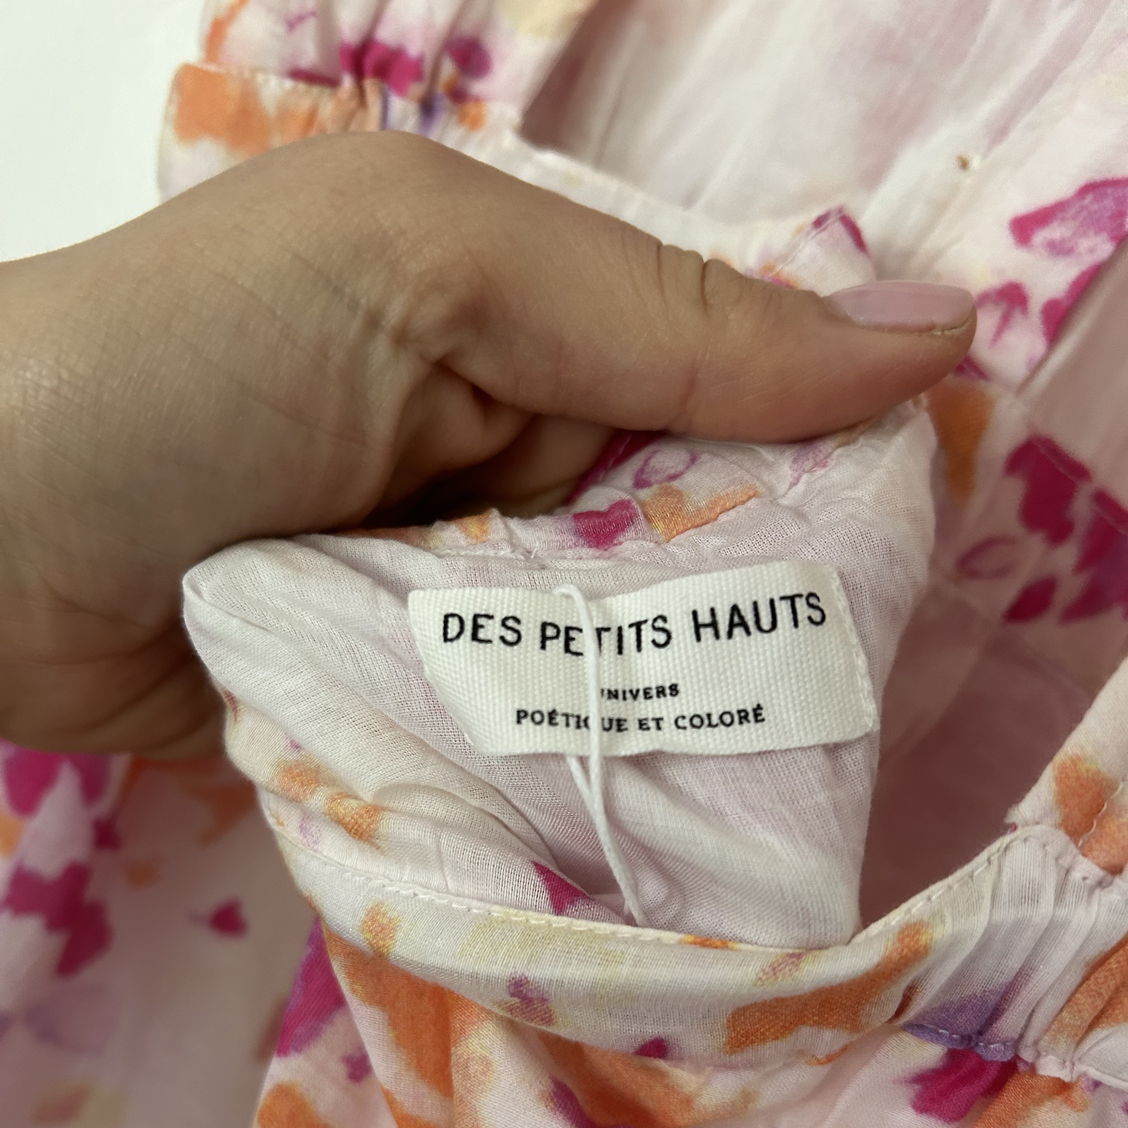 DES PETITS HAUTS
UNIVERS
POÉTIQUE ET COLORÉ